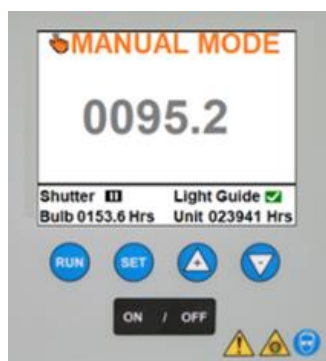 MANUAL MODE
0095.2
Shutter Light Guide
Bulb 0153.6 Hrs Unit 023941 Hrs
RUN SET + -
ON / OFF